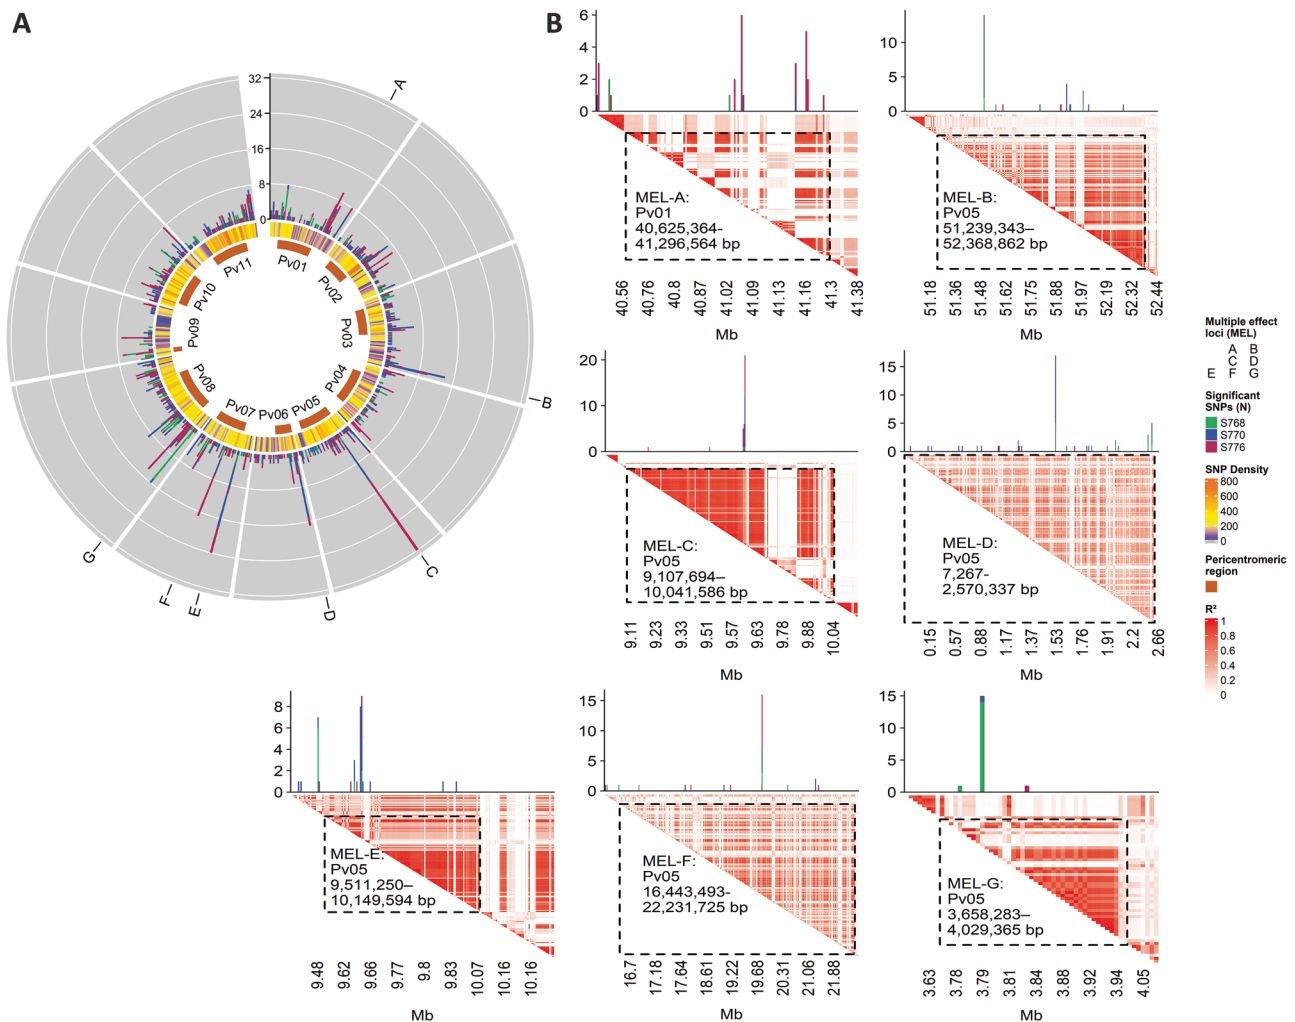 A
B
32
24
16
8
0
A
B
C
D
E
F
G
Pv01
Pv02
Pv03
Pv04
Pv05
Pv06
Pv07
Pv08
Pv09
Pv10
Pv11
6
4
2
0
MEL-A:
Pv01
40,625,364–
41,296,564 bp
40.56 40.76 40.8 40.87 41.02 41.09 41.13 41.16 41.3 41.38
Mb
10
5
0
MEL-B:
Pv05
51,239,343–
52,368,862 bp
51.18 51.36 51.48 51.62 51.75 51.88 51.97 52.19 52.32 52.44
Mb
20
10
0
MEL-C:
Pv05
9,107,694–
10,041,586 bp
9.11 9.23 9.33 9.51 9.57 9.63 9.78 9.88 10.04
Mb
15
10
5
0
MEL-D:
Pv05
7,267-
2,570,337 bp
0.15 0.57 0.88 1.17 1.37 1.53 1.76 1.91 2.2 2.66
Mb
8
6
4
2
0
MEL-E:
Pv05
9,511,250–
10,149,594 bp
9.48 9.62 9.66 9.77 9.8 9.83 10.07 10.16 10.16
Mb
15
10
5
0
MEL-F:
Pv05
16,443,493-
22,231,725 bp
16.7 17.18 17.64 18.61 19.22 19.68 20.31 21.06 21.88
Mb
15
10
5
0
MEL-G:
Pv05
3,658,283–
4,029,365 bp
3.63 3.78 3.79 3.81 3.84 3.88 3.92 3.94 4.05
Mb
Multiple effect
loci (MEL)
A B
C D
E F G
Significant
SNPs (N)
S768
S770
S776
SNP Density
800
600
400
200
0
Pericentromeric
region
R²
1
0.8
0.6
0.4
0.2
0